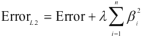 Error_{L2} = Error + λ∑_{i=1}^{n} β_i^2